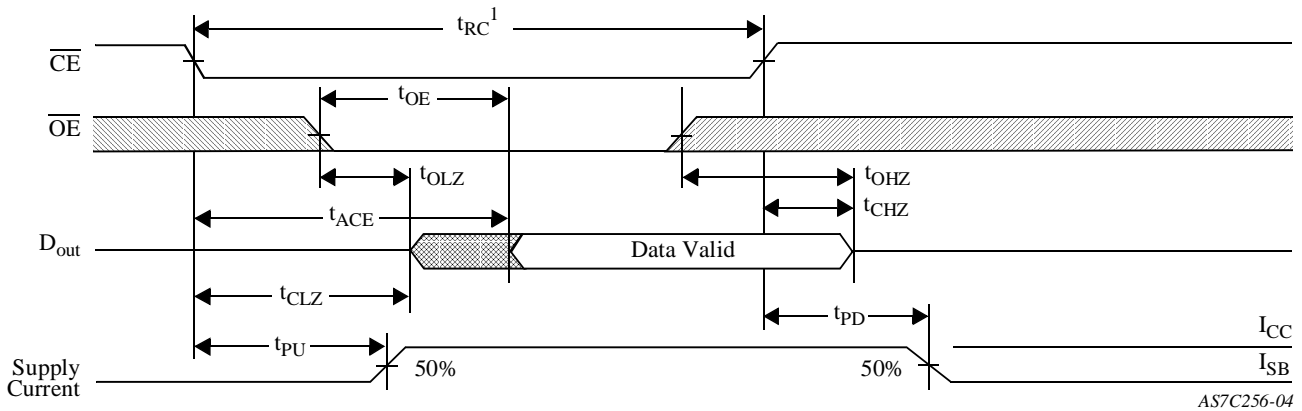 tRC1
CE
tOE
OE
tOLZ
tOHZ
tACE
tCHZ
Dout
Data Valid
tCLZ
tPD
tPU
ICC
Supply
Current
50%
50%
ISB
AS7C256-04